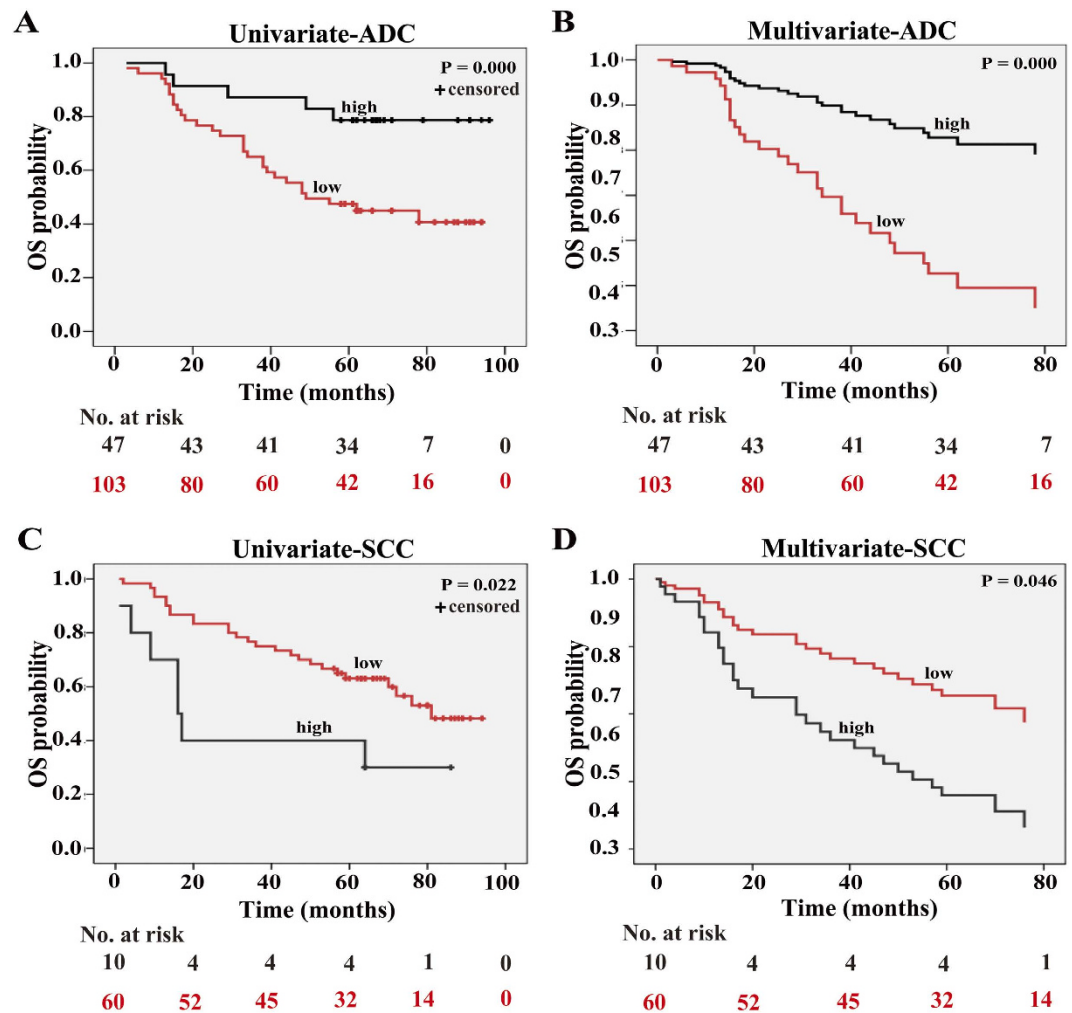 A
Univariate-ADC
P = 0.000
+censored
high
low
OS probability
1.0
0.8
0.6
0.4
0.2
0.0
0 20 40 60 80 100
Time (months)
No. at risk
47 43 41 34 7 0
103 80 60 42 16 0
B
Multivariate-ADC
P = 0.000
high
low
OS probability
1.0
0.9
0.8
0.7
0.6
0.5
0.4
0.3
0 20 40 60 80
Time (months)
No. at risk
47 43 41 34 7
103 80 60 42 16
C
Univariate-SCC
P = 0.022
+censored
low
high
OS probability
1.0
0.8
0.6
0.4
0.2
0.0
0 20 40 60 80 100
Time (months)
No. at risk
10 4 4 4 1 0
60 52 45 32 14 0
D
Multivariate-SCC
P = 0.046
low
high
OS probability
1.0
0.9
0.8
0.7
0.6
0.5
0.4
0.3
0 20 40 60 80
Time (months)
No. at risk
10 4 4 4 1
60 52 45 32 14